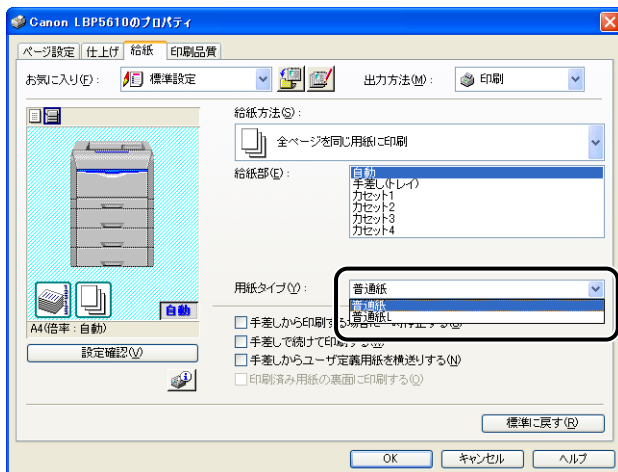 Canon LBP5610のプロパティ
ページ設定 仕上げ 給紙 印刷品質
お気に入り(F): 標準設定 出力方法(M): 印刷
給紙方法(S):
全ページを同じ用紙に印刷
給紙部(E):
自動
手差し(トレイ)
カセット1
カセット2
カセット3
カセット4
自動
A4(倍率:自動)
設定確認(V)
用紙タイプ(Y): 普通紙
普通紙
普通紙L
手差しから印刷する
手差しで続けて印刷する
手差しからユーザ定義用紙を横送りする(N)
印刷済み用紙の裏面に印刷する(Q)
標準に戻す(R)
OK キャンセル ヘルプ